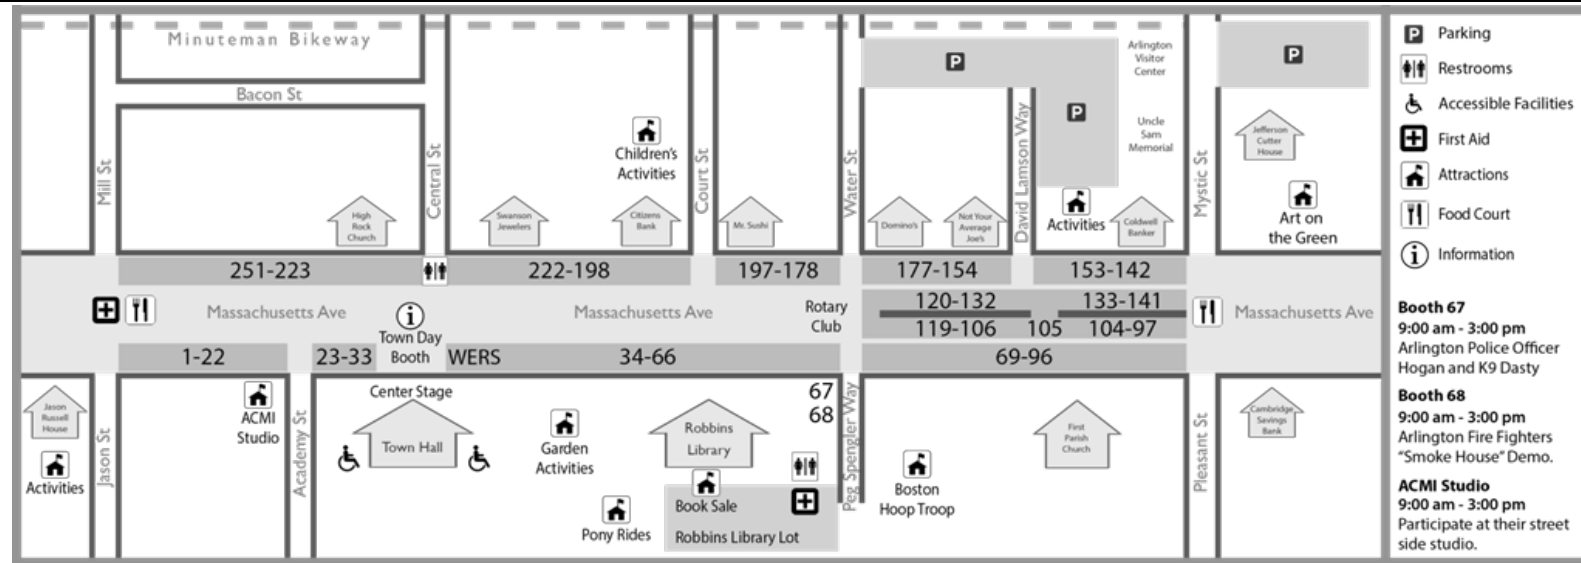 Minuteman Bikeway
Bacon St
Mill St
Central St
Court St
Water St
David Lamson Way
Mystic St
P
P
P
Arlington
Visitor
Center
Uncle
Sam
Memorial
Jefferson
Cutter
House
Children's
Activities
High
Rock
Church
Swanson
Jewelers
Citizens
Bank
Mr. Sushi
Domino's
Not Your
Average
Joe's
Activities
Coldwell
Banker
Art on
the Green
251-223
222-198
197-178
177-154
153-142
120-132
133-141
Massachusetts Ave
Massachusetts Ave
Massachusetts Ave
Rotary
Club
i
Town Day
Booth
119-106
105
104-97
1-22
23-33
WERS
34-66
69-96
Jason
Russell
House
Activities
Jason St
ACMI
Studio
Academy St
Center Stage
Town Hall
Garden
Activities
Pony Rides
Robbins
Library
Book Sale
Robbins Library Lot
67
68
Peg Spengler Way
Boston
Hoop Troop
First
Parish
Church
Pleasant St
Cambridge
Savings
Bank
P Parking
Restrooms
Accessible Facilities
First Aid
Attractions
Food Court
i Information
Booth 67
9:00 am - 3:00 pm
Arlington Police Officer
Hogan and K9 Dasty
Booth 68
9:00 am - 3:00 pm
Arlington Fire Fighters
"Smoke House" Demo.
ACMI Studio
9:00 am - 3:00 pm
Participate at their street
side studio.